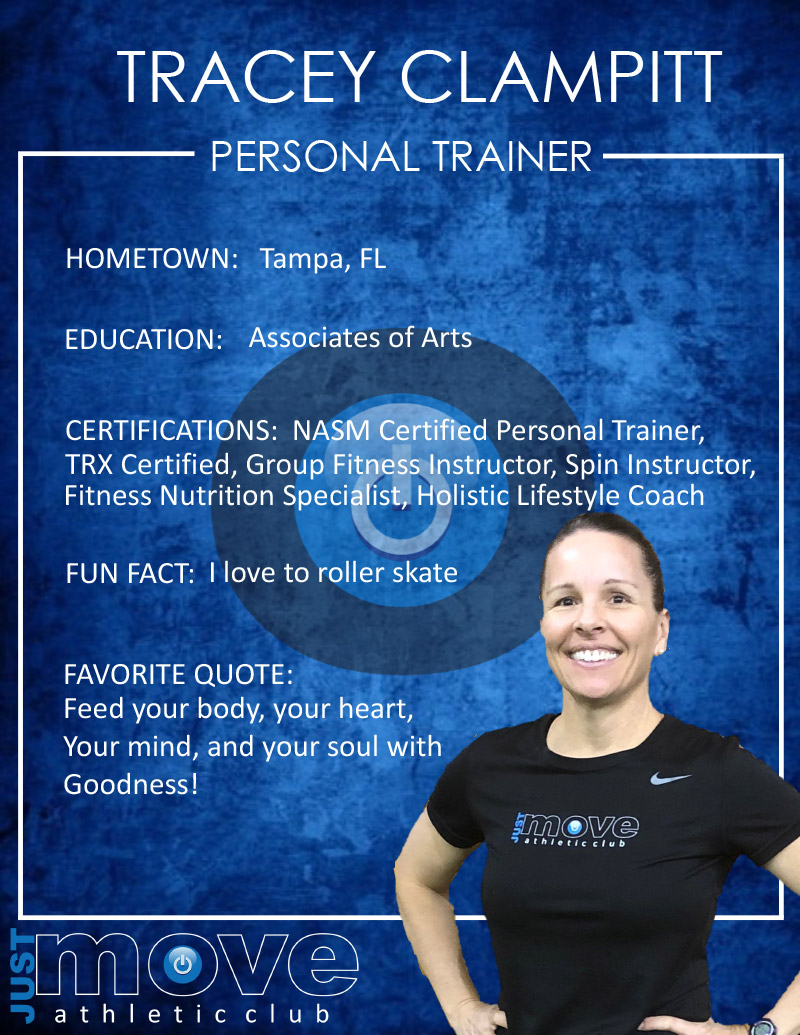 TRACEY CLAMPITT
PERSONAL TRAINER
HOMETOWN: Tampa, FL
EDUCATION: Associates of Arts
CERTIFICATIONS: NASM Certified Personal Trainer,
TRX Certified, Group Fitness Instructor, Spin Instructor,
Fitness Nutrition Specialist, Holistic Lifestyle Coach
FUN FACT: I love to roller skate
FAVORITE QUOTE:
Feed your body, your heart,
Your mind, and your soul with
Goodness!
JUST move
athletic club
JUST move
athletic club